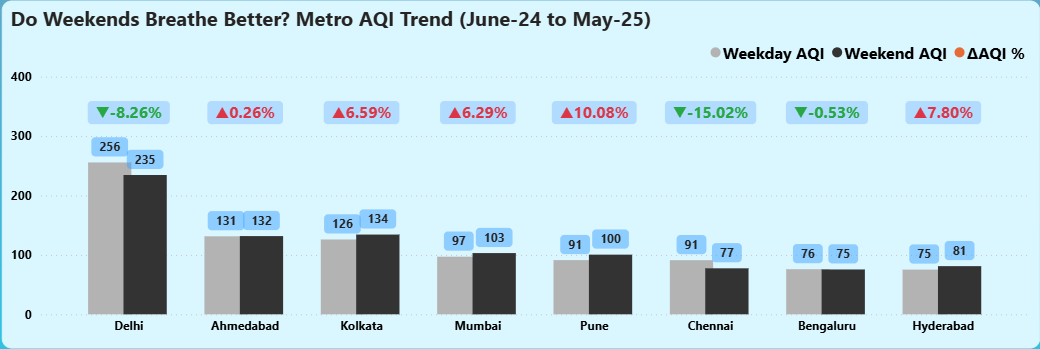 Do Weekends Breathe Better? Metro AQI Trend (June-24 to May-25)
Weekday AQI Weekend AQI ΔAQI %
400
▼-8.26% ▲0.26% ▲6.59% ▲6.29% ▲10.08% ▼-15.02% ▼-0.53% ▲7.80%
300
256 235 131 132 126 134 97 103 91 100 91 77 76 75 75 81
200
100
0
Delhi Ahmedabad Kolkata Mumbai Pune Chennai Bengaluru Hyderabad